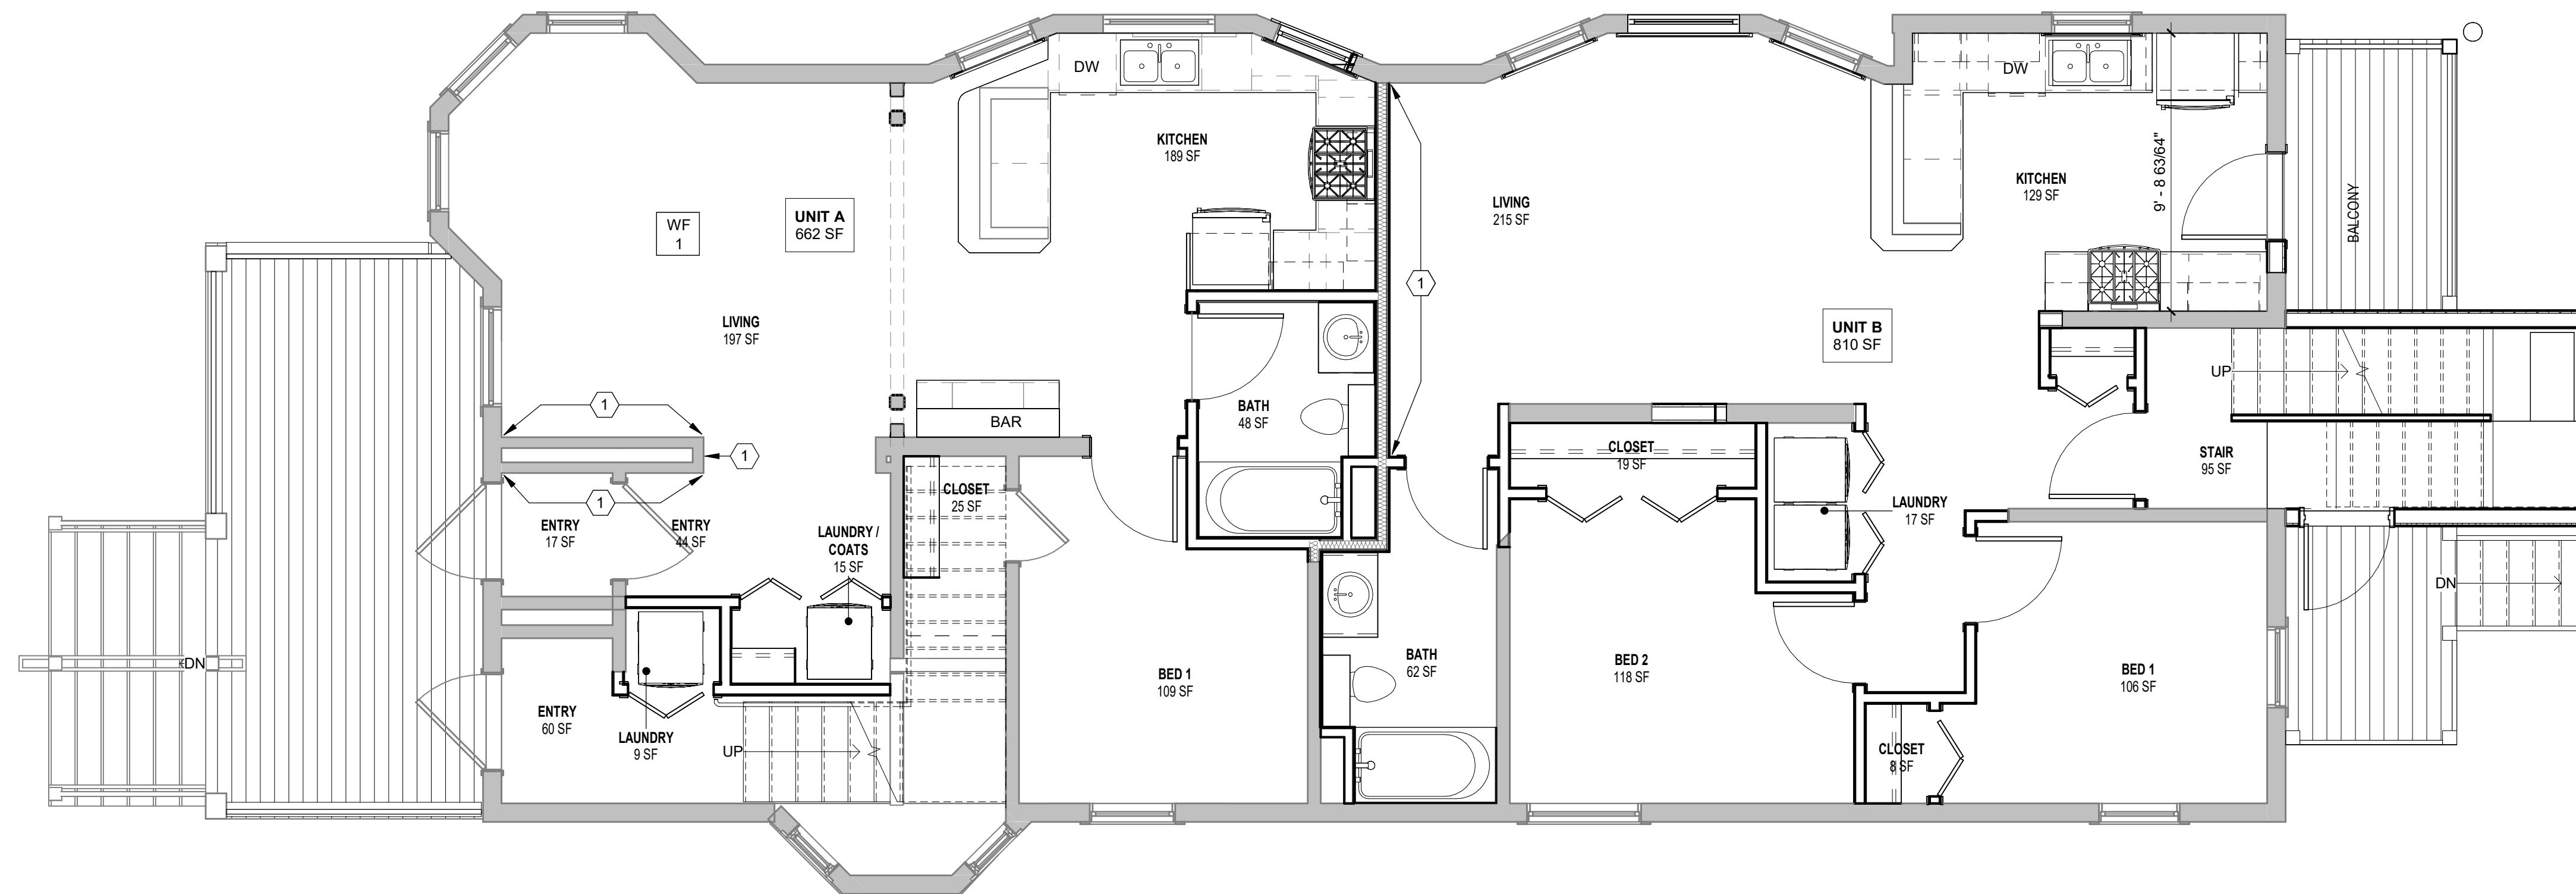 DW
KITCHEN
189 SF
WF
1
UNIT A
662 SF
LIVING
197 SF
1
1
1
BAR
BATH
48 SF
CLOSET
25 SF
ENTRY
17 SF
ENTRY
44 SF
LAUNDRY /
COATS
15 SF
DN
ENTRY
60 SF
LAUNDRY
9 SF
UP
BED 1
109 SF
1
LIVING
215 SF
DW
KITCHEN
129 SF
9' - 8 63/64"
BALCONY
UNIT B
810 SF
UP
STAIR
95 SF
CLOSET
19 SF
LAUNDRY
17 SF
DN
BATH
62 SF
BED 2
118 SF
BED 1
106 SF
CLOSET
8 SF